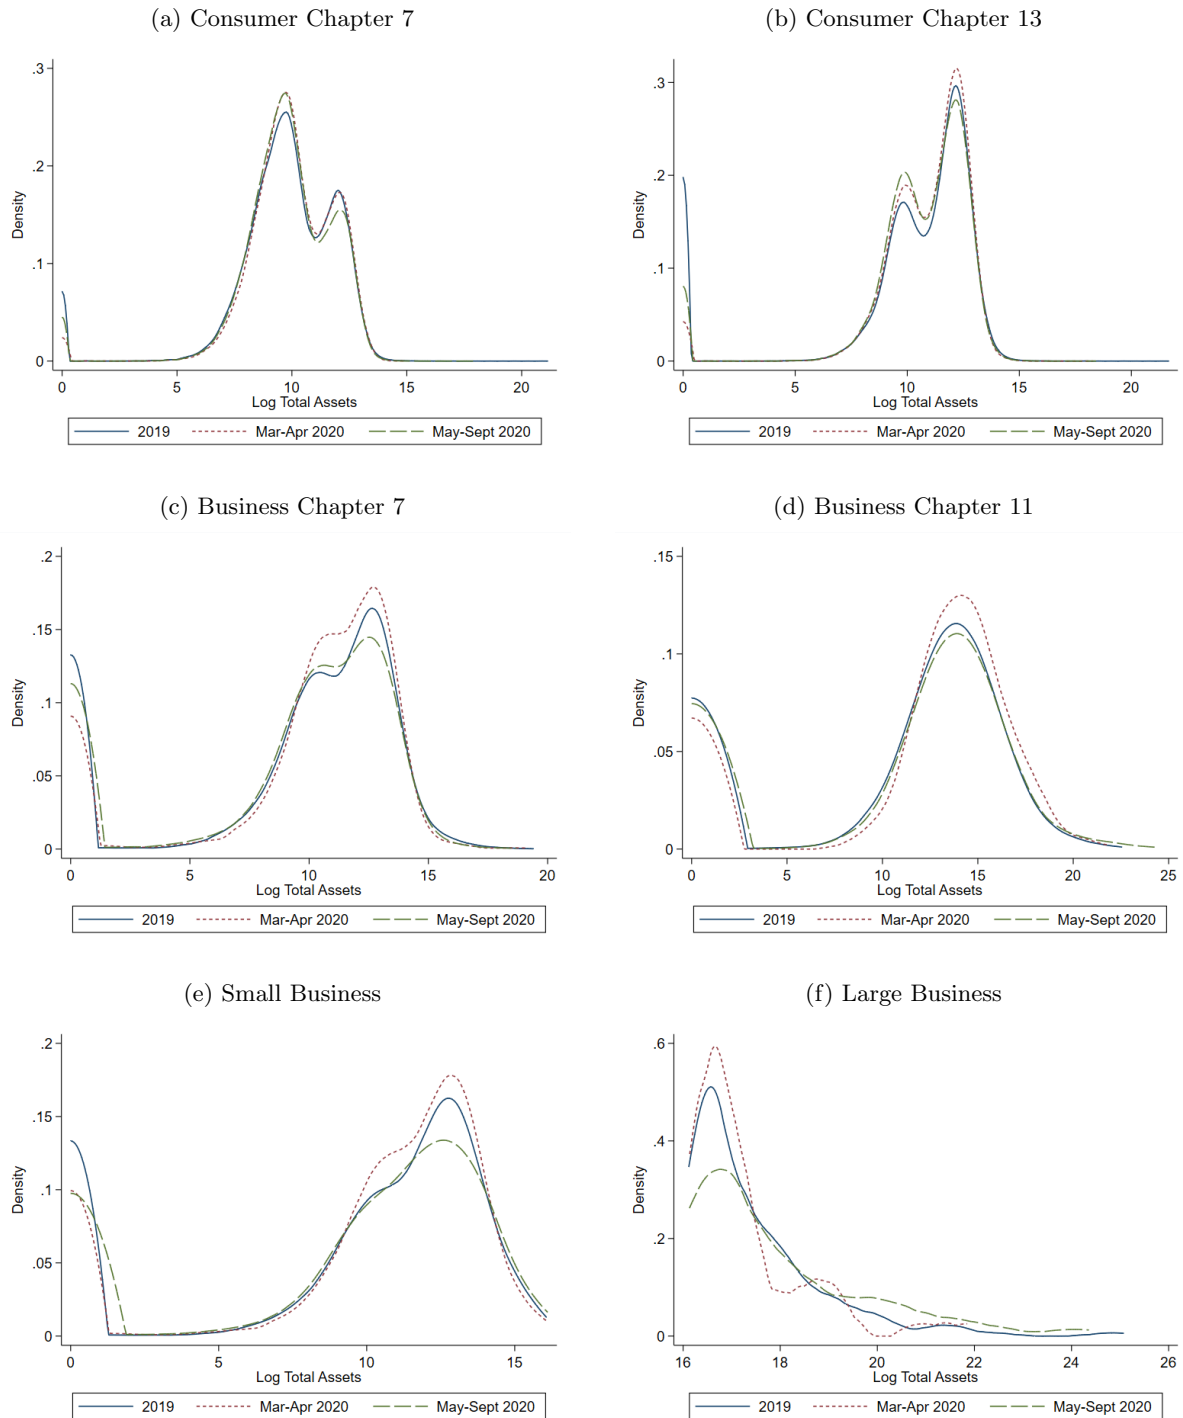 (a) Consumer Chapter 7
(b) Consumer Chapter 13
.3
.2
.1
0
Density
0 5 10 15 20
Log Total Assets
2019 Mar-Apr 2020 May-Sept 2020
.3
.2
.1
0
Density
0 5 10 15 20
Log Total Assets
2019 Mar-Apr 2020 May-Sept 2020
(c) Business Chapter 7
(d) Business Chapter 11
.2
.15
.1
.05
0
Density
0 5 10 15 20
Log Total Assets
2019 Mar-Apr 2020 May-Sept 2020
.15
.1
.05
0
Density
0 5 10 15 20 25
Log Total Assets
2019 Mar-Apr 2020 May-Sept 2020
(e) Small Business
(f) Large Business
.2
.15
.1
.05
0
Density
0 5 10 15
Log Total Assets
2019 Mar-Apr 2020 May-Sept 2020
.6
.4
.2
0
Density
16 18 20 22 24 26
Log Total Assets
2019 Mar-Apr 2020 May-Sept 2020